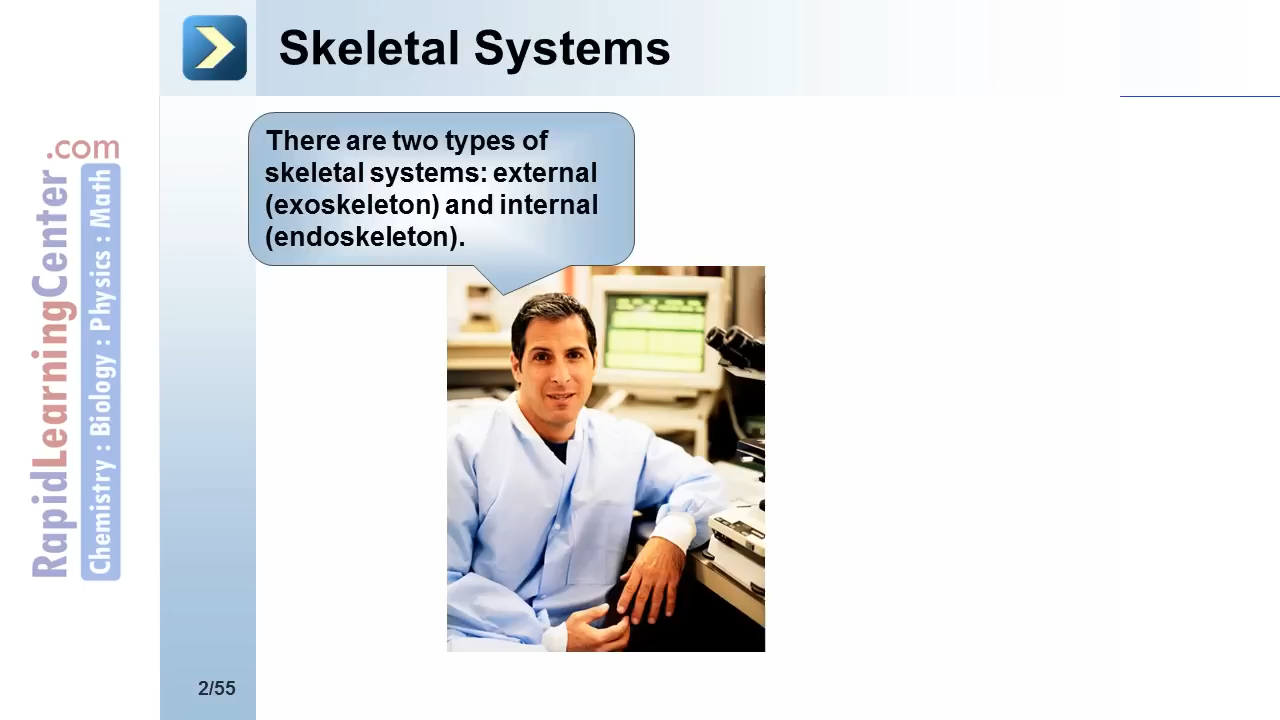 Skeletal Systems
There are two types of
skeletal systems: external
(exoskeleton) and internal
(endoskeleton).
RapidLearningCenter.com
Chemistry : Biology : Physics : Math
2/55